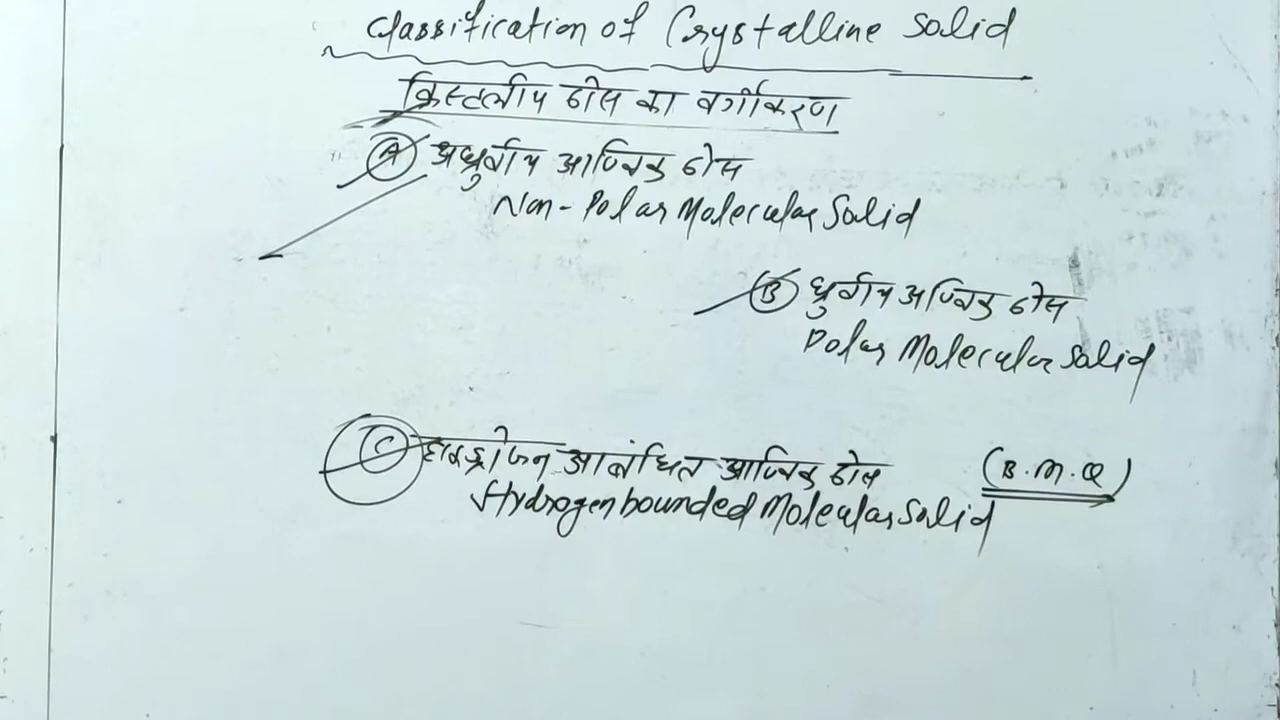 Classification of Crystalline Solid
क्रिस्टलीय ठोस का वर्गीकरण
(A) अध्रुवीय आण्विक ठोस
Non-Polar Molecular Solid
(B) ध्रुवीय आण्विक ठोस
Polar Molecular Solid
(C) हाइड्रोजन आबंधित आण्विक ठोस (B.M.Q)
Hydrogen bounded Molecular Solid